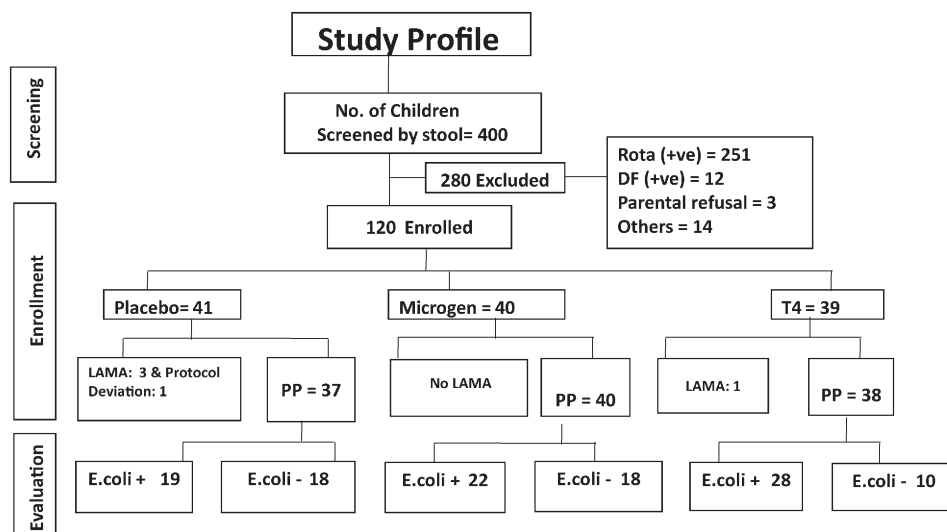 Study Profile
Screening
No. of Children
Screened by stool= 400
280 Excluded
Rota (+ve) = 251
DF (+ve) = 12
Parental refusal = 3
Others = 14
Enrollment
120 Enrolled
Placebo= 41
Microgen = 40
T4 = 39
LAMA: 3 & Protocol
Deviation: 1
PP = 37
No LAMA
PP = 40
LAMA: 1
PP = 38
Evaluation
E.coli + 19
E.coli - 18
E.coli + 22
E.coli - 18
E.coli + 28
E.coli - 10